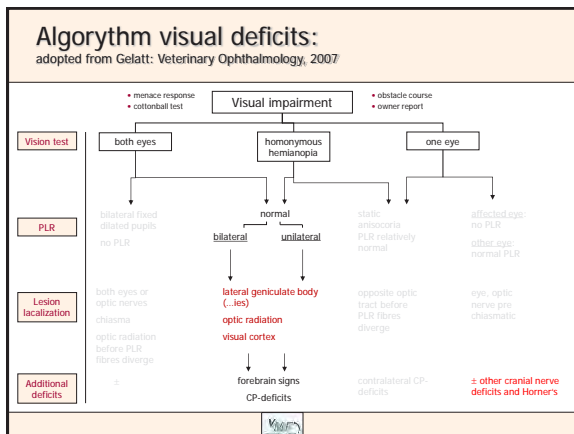 Algorythm visual deficits:
adopted from Gelatt: Veterinary Ophthalmology, 2007
• menace response
• cottonball test
Visual impairment
• obstacle course
• owner report
Vision test
both eyes
homonymous
hemianopia
one eye
PLR
bilateral fixed
dilated pupils
no PLR
normal
bilateral
unilateral
static
anisocoria
PLR relatively
normal
affected eye:
no PLR
other eye:
normal PLR
Lesion
lacalization
both eyes or
optic nerves
chiasma
optic radiation
before PLR
fibres diverge
lateral geniculate body
(...ies)
optic radiation
visual cortex
opposite optic
tract before
PLR fibres
diverge
eye, optic
nerve pre
chiasmatic
Additional
deficits
±
forebrain signs
CP-deficits
contralateral CP-
deficits
± other cranial nerve
deficits and Horner's